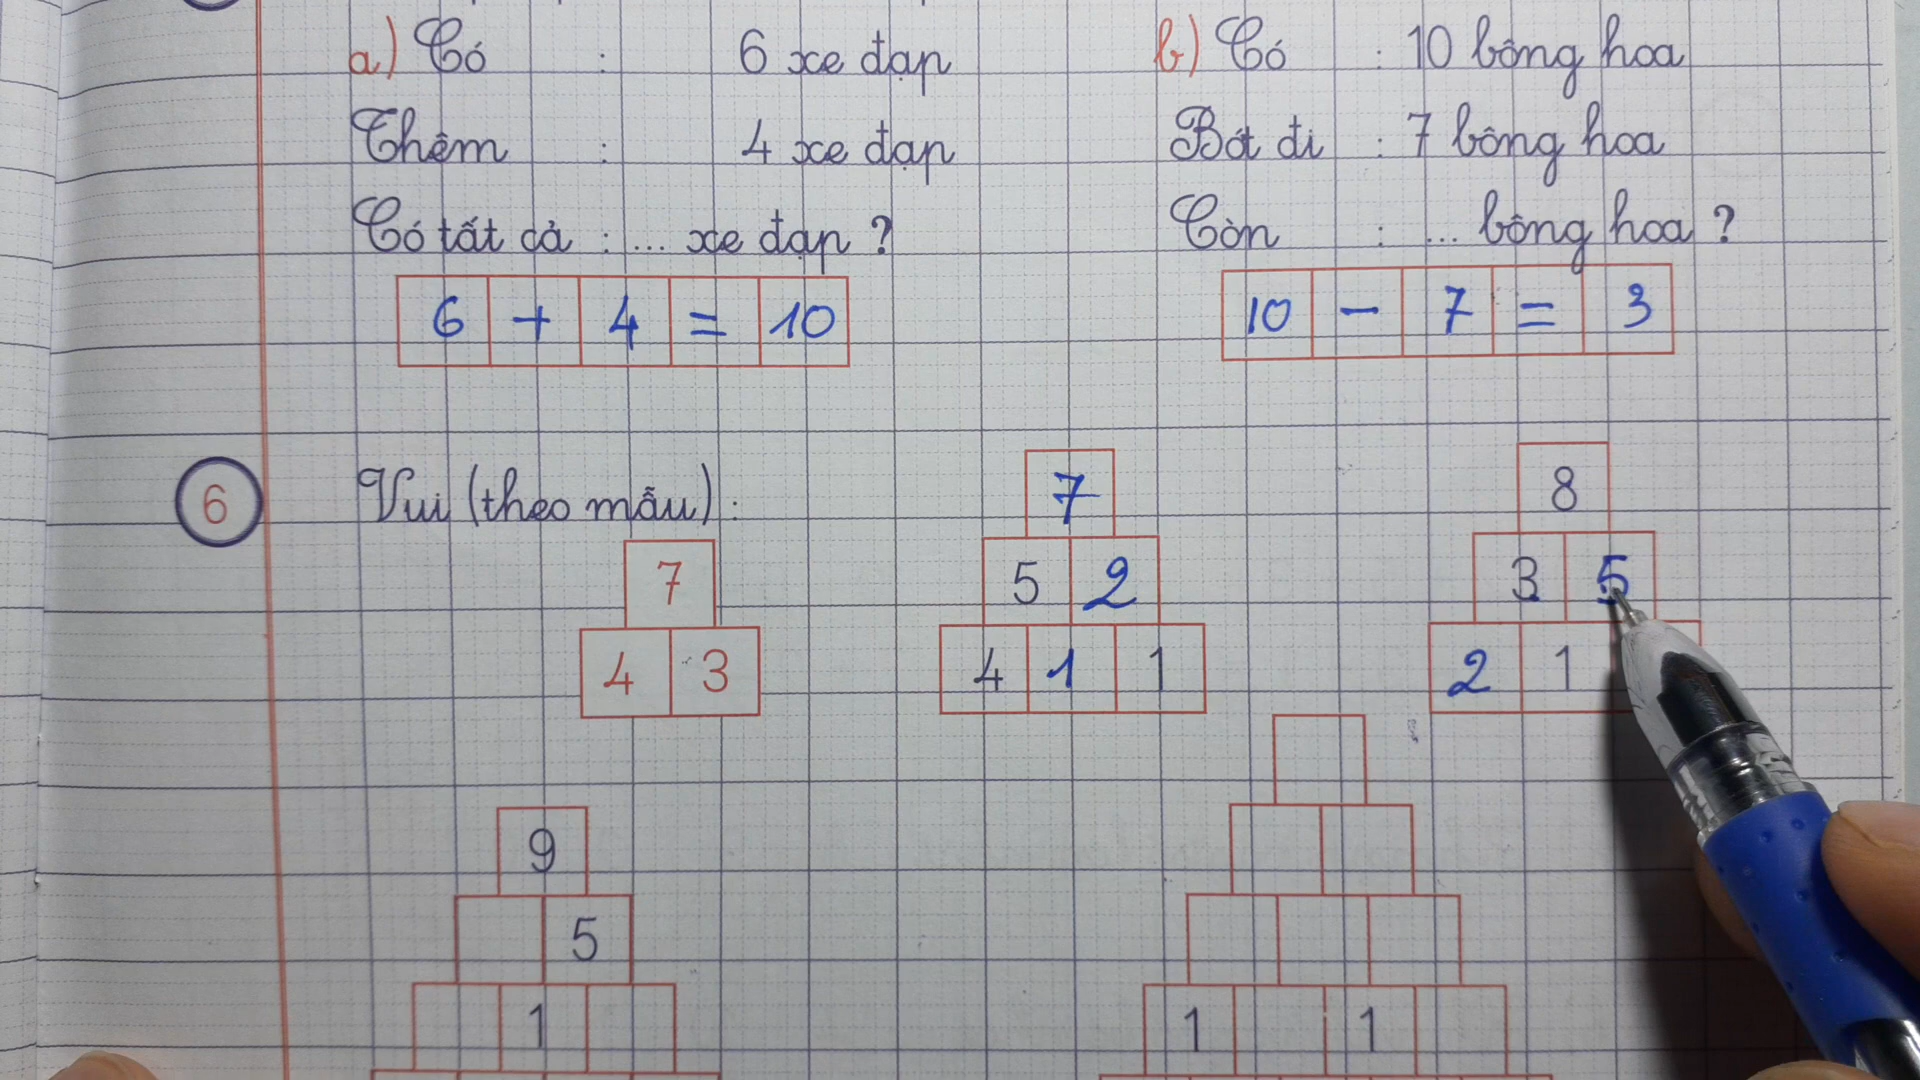 a) Có : 6 xe đạp
Thêm : 4 xe đạp
Có tất cả : ... xe đạp ?
6 + 4 = 10
b) Có : 10 bông hoa
Bớt đi : 7 bông hoa
Còn : ... bông hoa ?
10 - 7 = 3
6 Vui (theo mẫu) :
7
4 3
7
5 2
4 1 1
8
3 5
2 1
9
5
1
1 1